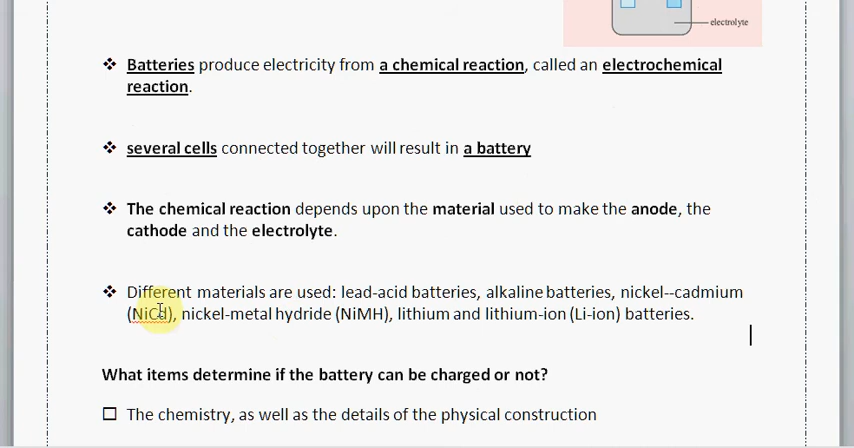 electrolyte
❖ Batteries produce electricity from a chemical reaction, called an electrochemical
reaction.
❖ several cells connected together will result in a battery
❖ The chemical reaction depends upon the material used to make the anode, the
cathode and the electrolyte.
❖ Different materials are used: lead-acid batteries, alkaline batteries, nickel--cadmium
(NiCd), nickel-metal hydride (NiMH), lithium and lithium-ion (Li-ion) batteries.
What items determine if the battery can be charged or not?
☐ The chemistry, as well as the details of the physical construction